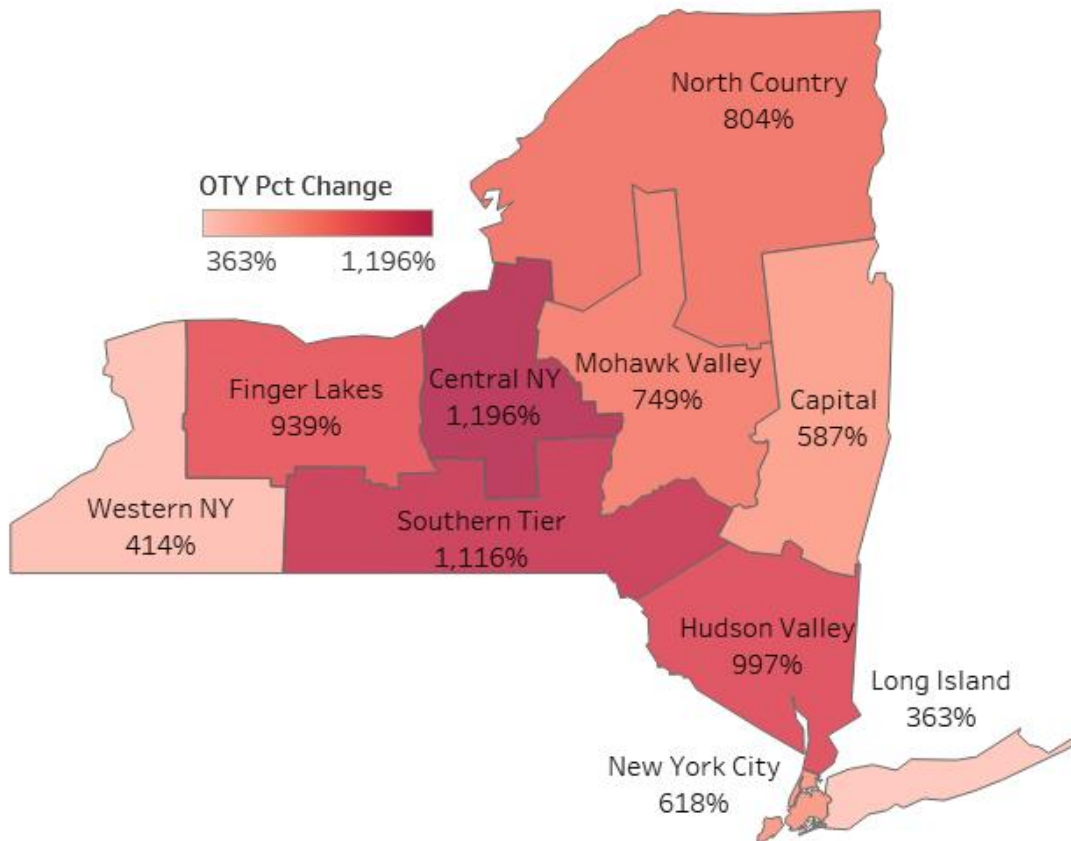 North Country
804%
OTY Pct Change
363% 1,196%
Finger Lakes
939%
Central NY
1,196%
Mohawk Valley
749%
Capital
587%
Western NY
414%
Southern Tier
1,116%
Hudson Valley
997%
Long Island
363%
New York City
618%